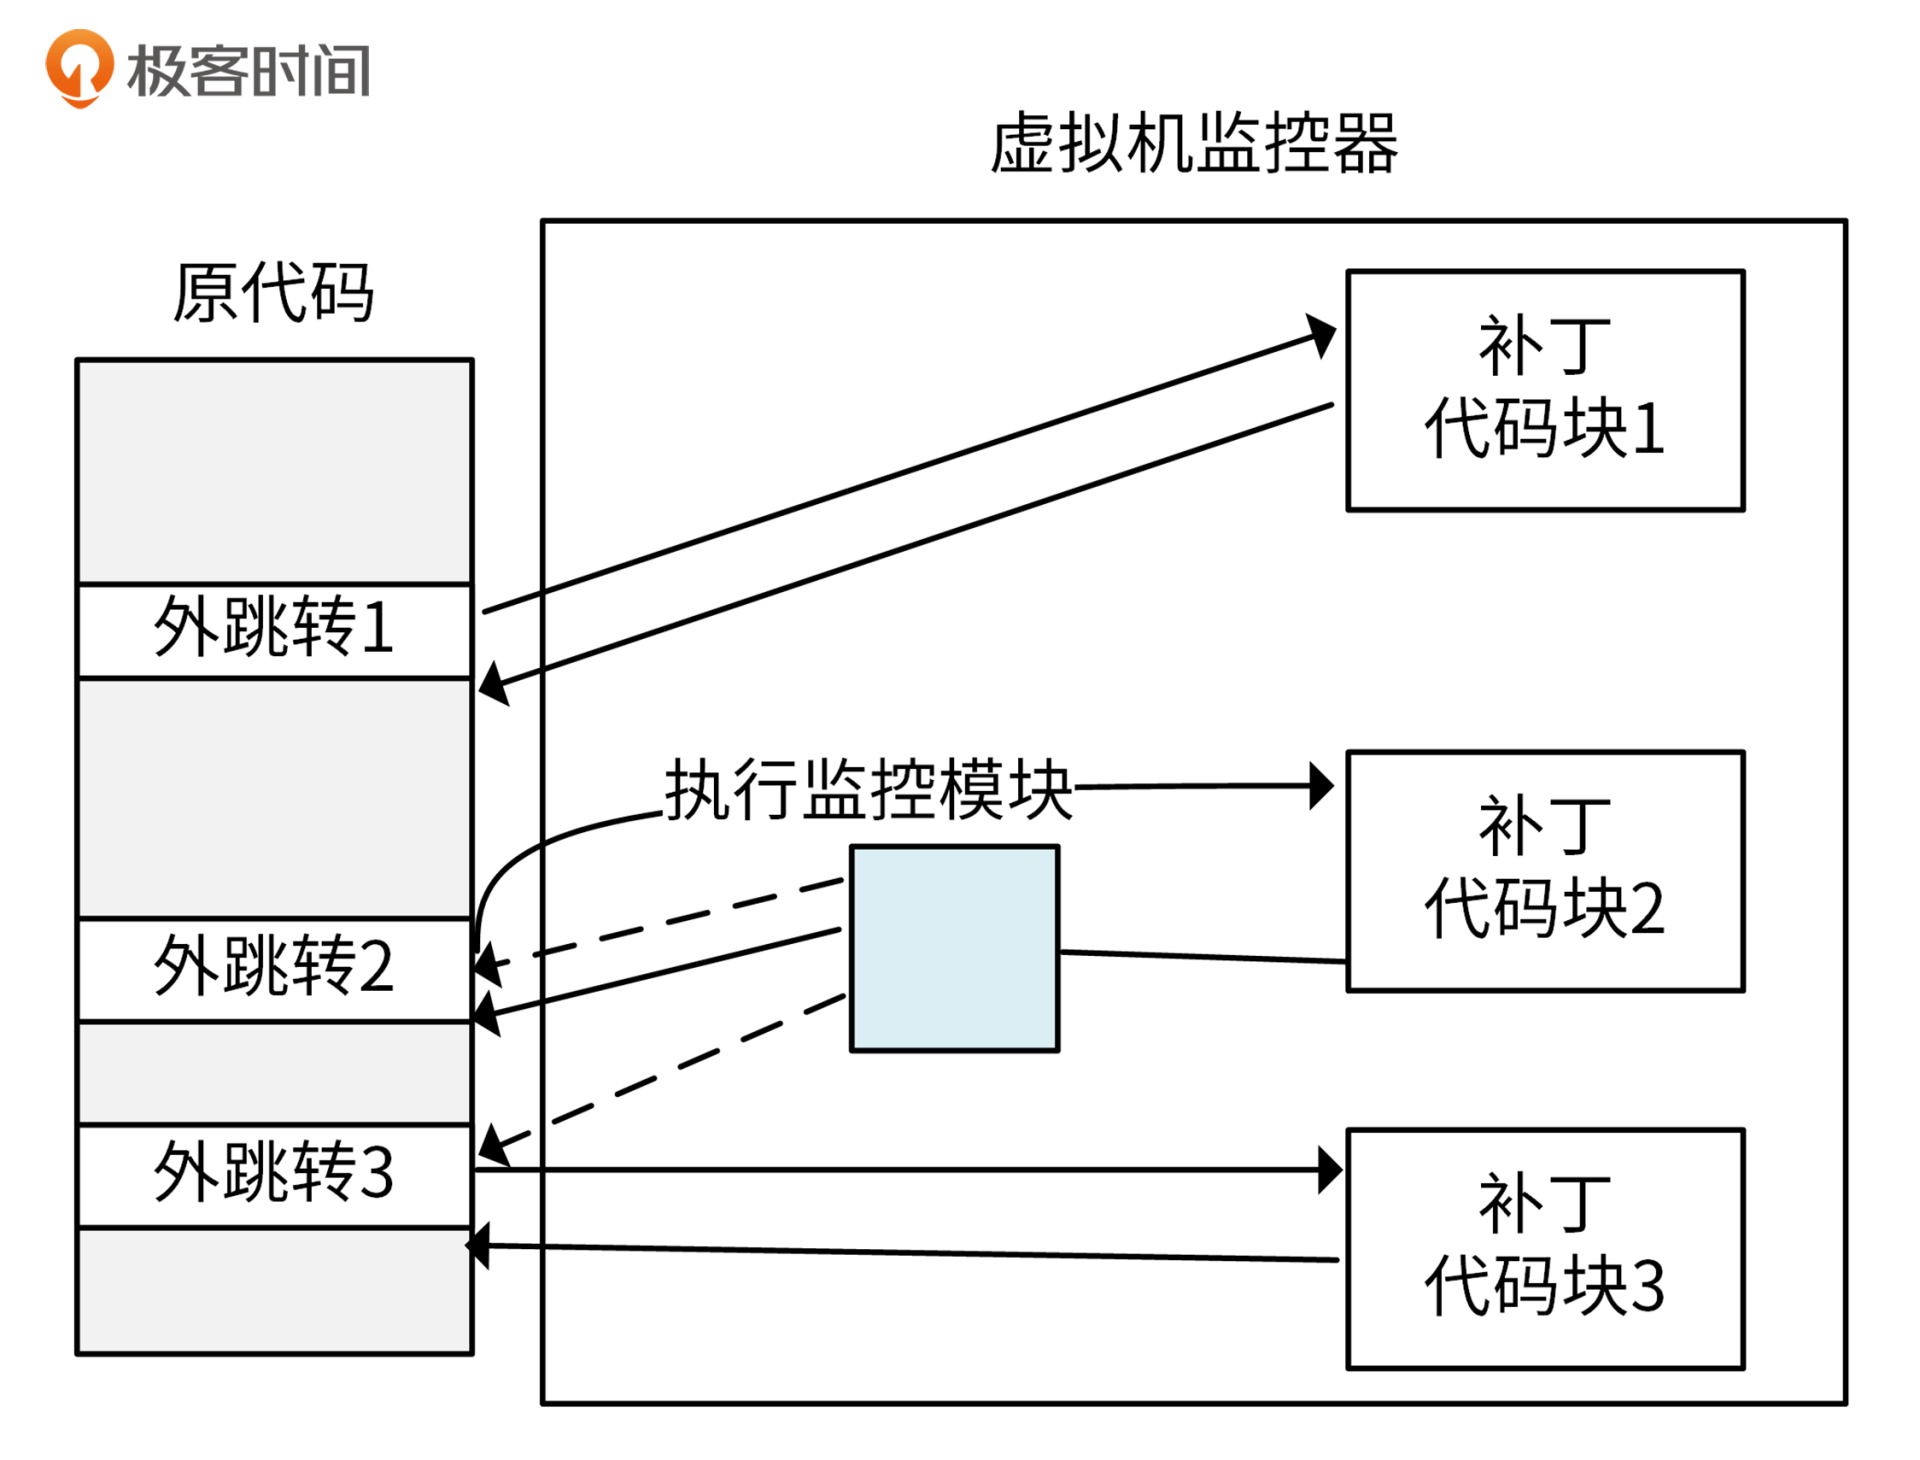 极客时间
虚拟机监控器
原代码
补丁
代码块1
外跳转1
执行监控模块
补丁
代码块2
外跳转2
外跳转3
补丁
代码块3